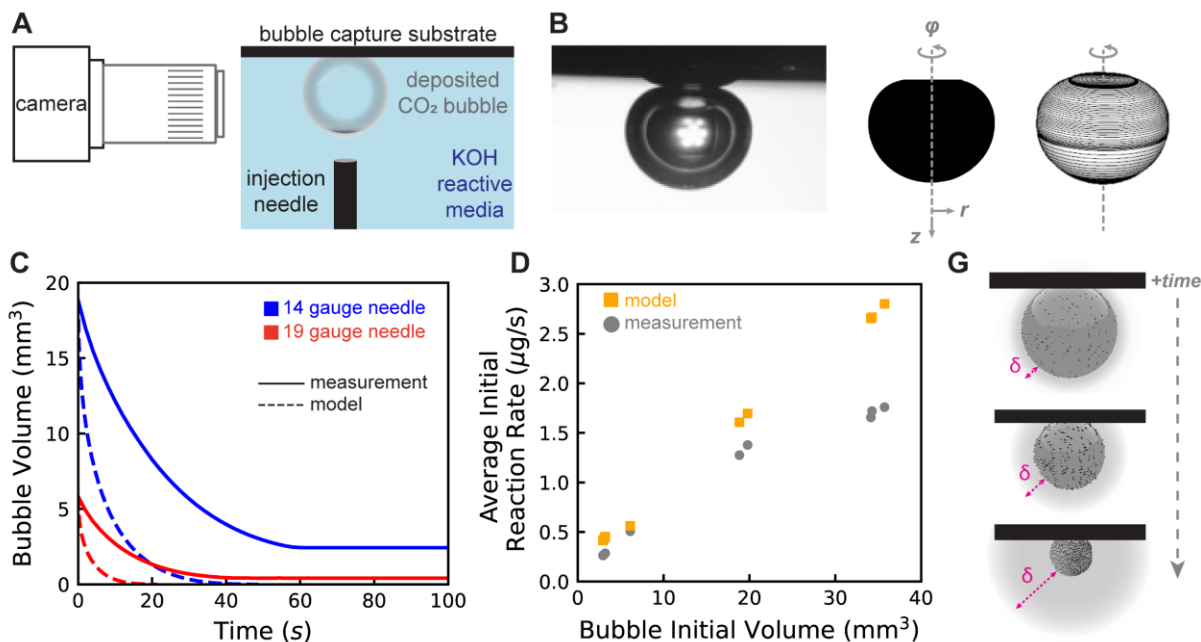 A
camera
bubble capture substrate
deposited
CO₂ bubble
injection
needle
KOH
reactive
media
B
φ
r
z
φ
C
Bubble Volume (mm³)
20
15
10
5
0
0
20
40
60
80
100
Time (s)
14 gauge needle
19 gauge needle
measurement
model
D
Average Initial
Reaction Rate (μg/s)
3.0
2.5
2.0
1.5
1.0
0.5
0.0
0
10
20
30
40
Bubble Initial Volume (mm³)
model
measurement
G
+time
δ
δ
δ